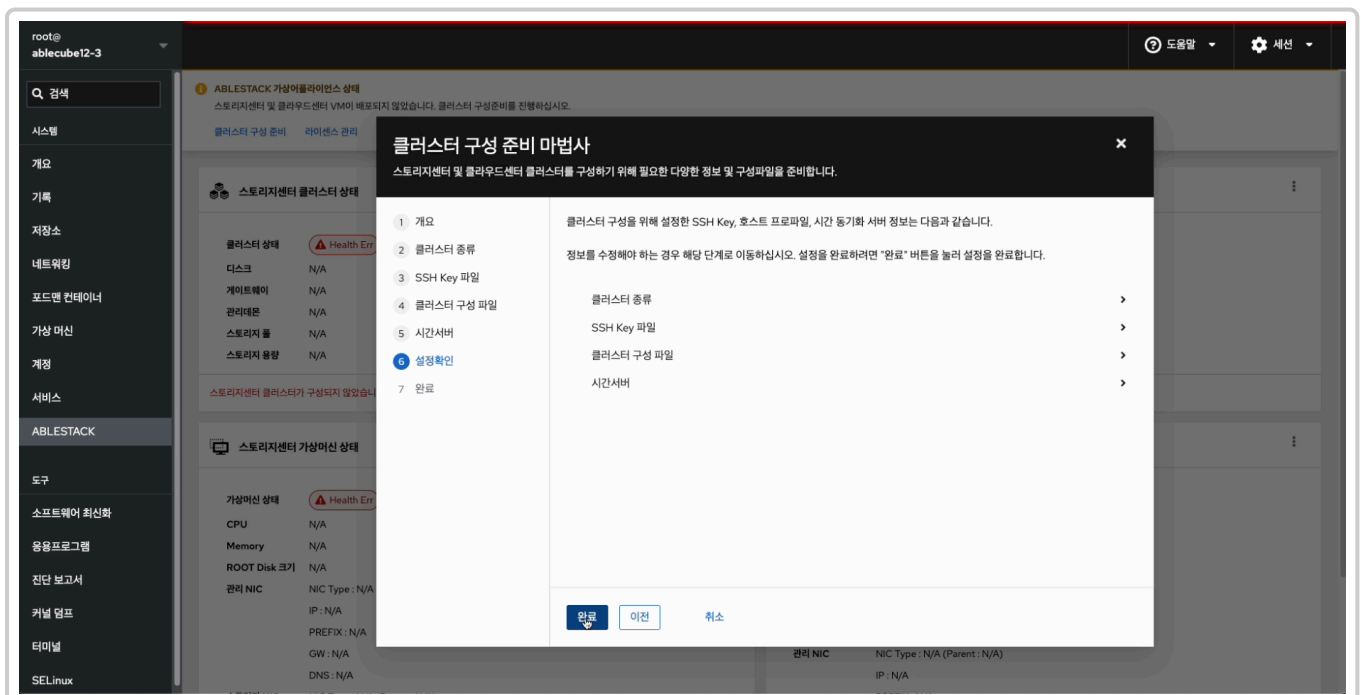 root@
ablecube12-3
도움말
세션
검색
시스템
개요
기록
저장소
네트워킹
포드맨 컨테이너
가상 머신
계정
서비스
ABLESTACK
도구
소프트웨어 최신화
응용프로그램
진단 보고서
커널 덤프
터미널
SELinux
ABLESTACK 가상어플라이언스 상태
스토리지센터 및 클라우드센터 VM이 배포되지 않았습니다. 클러스터 구성준비를 진행하십시오.
클러스터 구성 준비 라이센스 관리
스토리지센터 클러스터 상태
클러스터 상태 Health Err
디스크 N/A
게이트웨이 N/A
관리데몬 N/A
스토리지 풀 N/A
스토리지 용량 N/A
스토리지센터 클러스터가 구성되지 않았습니
스토리지센터 가상머신 상태
가상머신 상태 Health Err
CPU N/A
Memory N/A
ROOT Disk 크기 N/A
관리 NIC NIC Type : N/A
IP : N/A
PREFIX : N/A
GW : N/A
DNS : N/A
클러스터 구성 준비 마법사
스토리지센터 및 클라우드센터 클러스터를 구성하기 위해 필요한 다양한 정보 및 구성파일을 준비합니다.
1 개요
2 클러스터 종류
3 SSH Key 파일
4 클러스터 구성 파일
5 시간서버
6 설정확인
7 완료
클러스터 구성을 위해 설정한 SSH Key, 호스트 프로파일, 시간 동기화 서버 정보는 다음과 같습니다.
정보를 수정해야 하는 경우 해당 단계로 이동하십시오. 설정을 완료하려면 "완료" 버튼을 눌러 설정을 완료합니다.
클러스터 종류
SSH Key 파일
클러스터 구성 파일
시간서버
완료 이전 취소
관리 NIC NIC Type : N/A (Parent : N/A)
IP : N/A